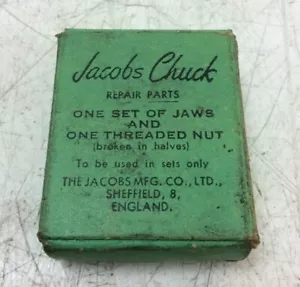 Jacobs Chuck
REPAIR PARTS
ONE SET OF JAWS
AND
ONE THREADED NUT
(broken in halves)
To be used in sets only
THE JACOBS MFG. CO., LTD.,
SHEFFIELD, 8,
ENGLAND.